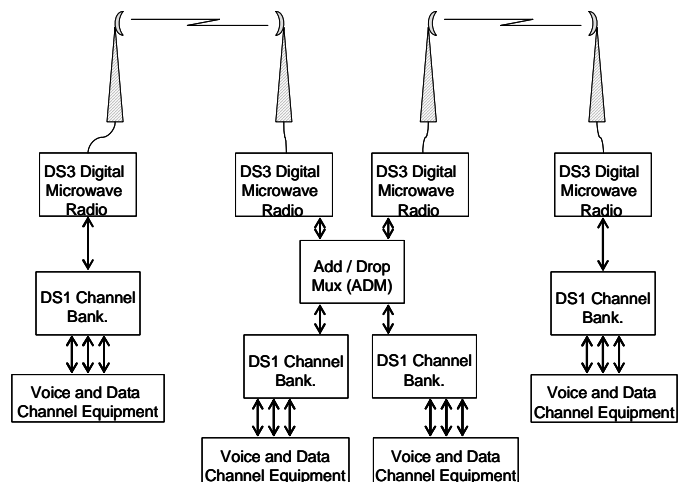 DS3 Digital
Microwave
Radio
DS3 Digital
Microwave
Radio
DS3 Digital
Microwave
Radio
DS3 Digital
Microwave
Radio
Add / Drop
Mux (ADM)
DS1 Channel
Bank.
DS1 Channel
Bank.
DS1 Channel
Bank.
DS1 Channel
Bank.
Voice and Data
Channel Equipment
Voice and Data
Channel Equipment
Voice and Data
Channel Equipment
Voice and Data
Channel Equipment